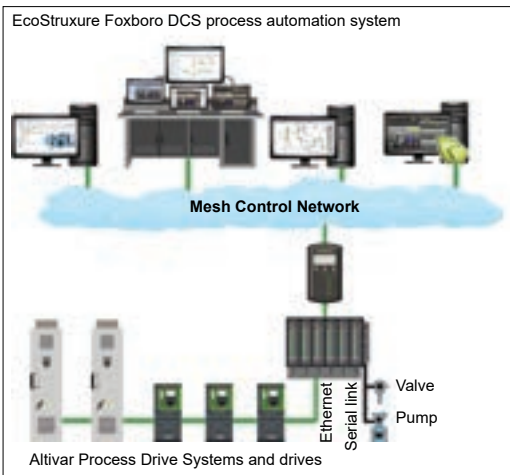 EcoStruxure Foxboro DCS process automation system
Mesh Control Network
Ethernet
Serial link
Valve
Pump
Altivar Process Drive Systems and drives